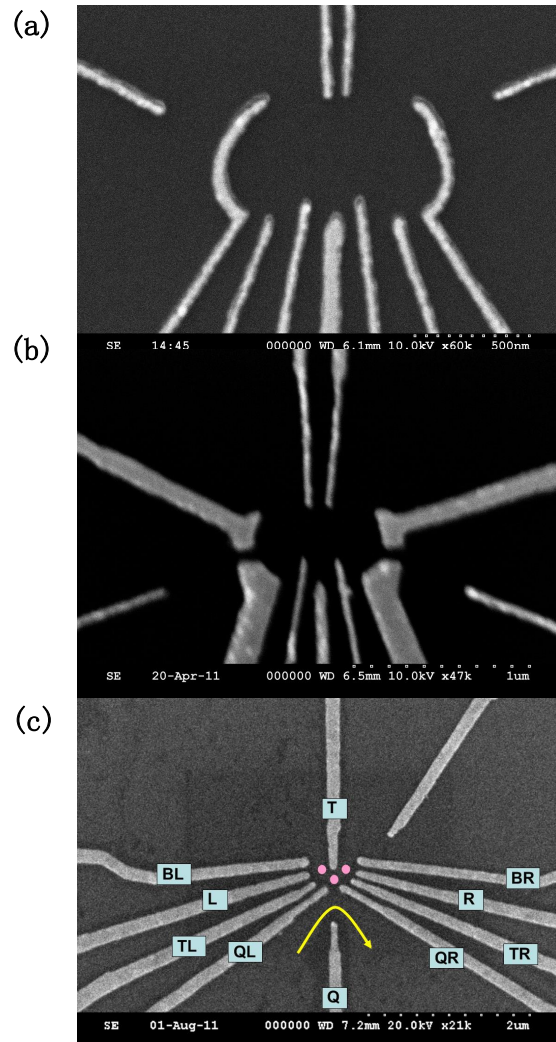 (a)
SE 14:45 000000 WD 6.1mm 10.0kV x60k 500nm
(b)
SE 20-Apr-11 000000 WD 6.5mm 10.0kV x47k 1um
(c)
T
BL
BR
L
R
TL
QL
QR
TR
Q
SE 01-Aug-11 000000 WD 7.2mm 20.0kV x21k 2um